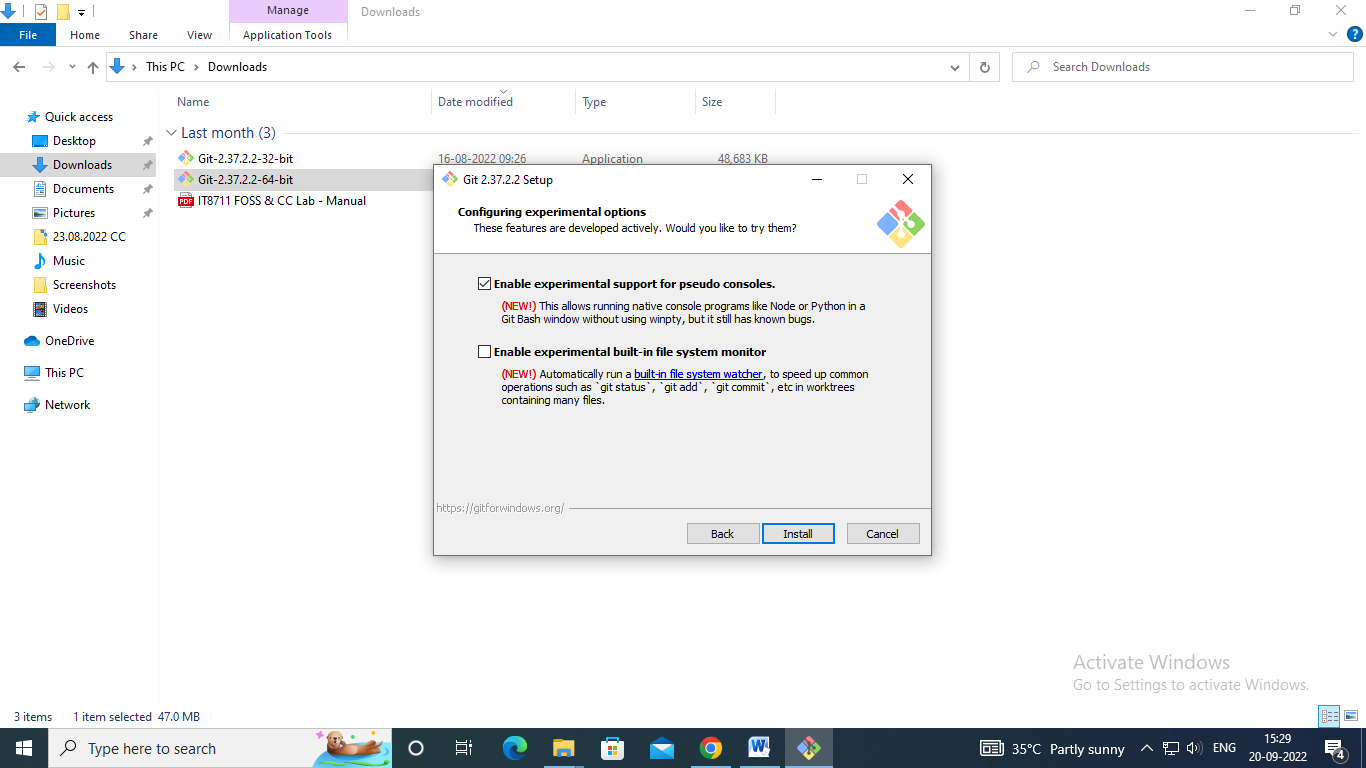 Manage
Downloads
File
Home
Share
View
Application Tools
This PC
Downloads
Search Downloads
Name
Date modified
Type
Size
Quick access
Desktop
Downloads
Documents
Pictures
23.08.2022 CC
Music
Screenshots
Videos
OneDrive
This PC
Network
Last month (3)
Git-2.37.2.2-32-bit 16-08-2022 09:26 Application 48,683 KB
Git-2.37.2.2-64-bit
PDF IT8711 FOSS & CC Lab - Manual
Git 2.37.2.2 Setup
Configuring experimental options
These features are developed actively. Would you like to try them?
Enable experimental support for pseudo consoles.
(NEW!) This allows running native console programs like Node or Python in a
Git Bash window without using winpty, but it still has known bugs.
Enable experimental built-in file system monitor
(NEW!) Automatically run a built-in file system watcher, to speed up common
operations such as `git status`, `git add`, `git commit`, etc in worktrees
containing many files.
https://gitforwindows.org/
Back
Install
Cancel
Activate Windows
Go to Settings to activate Windows.
3 items
1 item selected 47.0 MB
Type here to search
35°C Partly sunny
ENG
15:29
20-09-2022
4